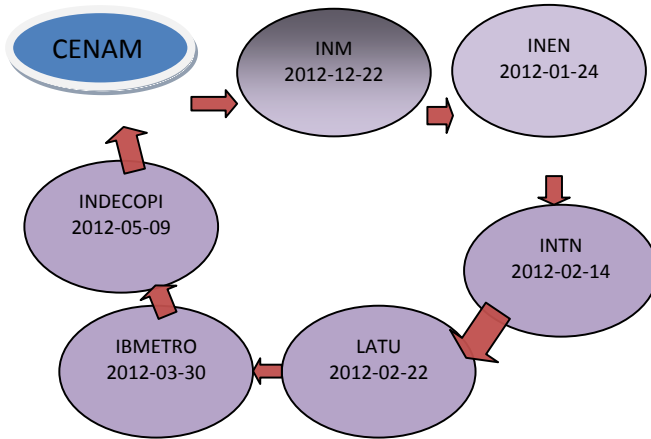 CENAM
INM
2012-12-22
INEN
2012-01-24
INTN
2012-02-14
LATU
2012-02-22
IBMETRO
2012-03-30
INDECOPI
2012-05-09